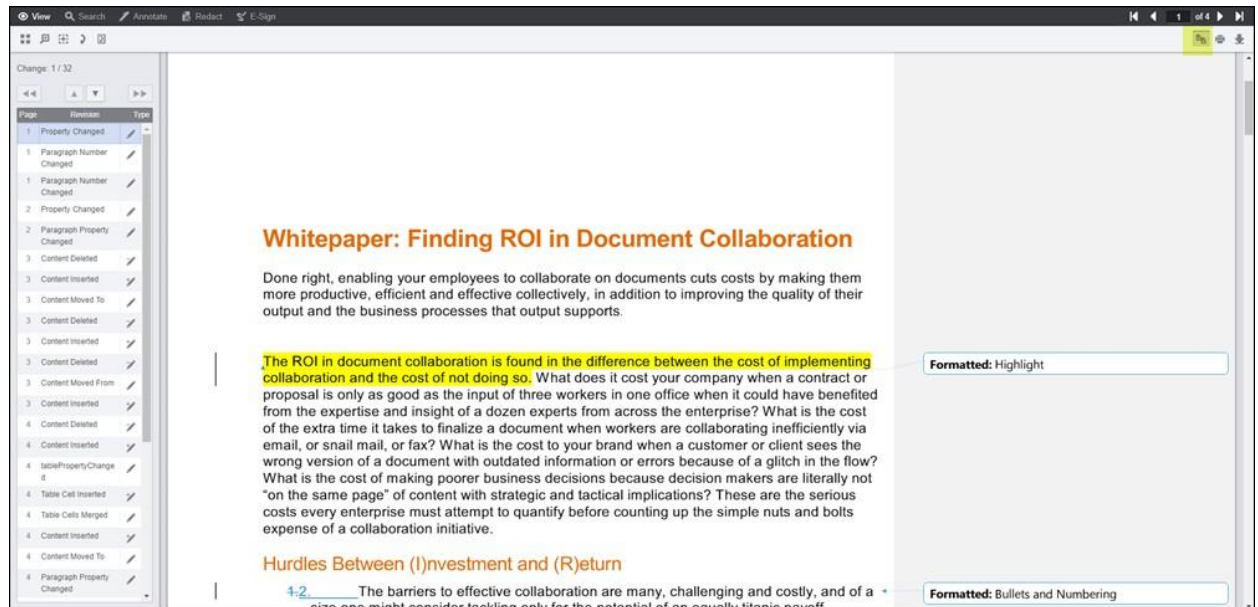 View Search Annotate Redact E-Sign 1 of 4
Change: 1 / 32
Page Revision Type
1 Property Changed
1 Paragraph Number
Changed
1 Paragraph Number
Changed
2 Property Changed
2 Paragraph Property
Changed
3 Content Deleted
3 Content Inserted
3 Content Moved To
3 Content Deleted
3 Content Inserted
3 Content Deleted
3 Content Moved From
3 Content Inserted
4 Content Deleted
4 Content Inserted
4 tablePropertyChange
d
4 Table Cell Inserted
4 Table Cells Merged
4 Content Inserted
4 Content Moved To
4 Paragraph Property
Changed
Whitepaper: Finding ROI in Document Collaboration
Done right, enabling your employees to collaborate on documents cuts costs by making them
more productive, efficient and effective collectively, in addition to improving the quality of their
output and the business processes that output supports.
The ROI in document collaboration is found in the difference between the cost of implementing
collaboration and the cost of not doing so. What does it cost your company when a contract or
proposal is only as good as the input of three workers in one office when it could have benefited
from the expertise and insight of a dozen experts from across the enterprise? What is the cost
of the extra time it takes to finalize a document when workers are collaborating inefficiently via
email, or snail mail, or fax? What is the cost to your brand when a customer or client sees the
wrong version of a document with outdated information or errors because of a glitch in the flow?
What is the cost of making poorer business decisions because decision makers are literally not
“on the same page” of content with strategic and tactical implications? These are the serious
costs every enterprise must attempt to quantify before counting up the simple nuts and bolts
expense of a collaboration initiative.
Hurdles Between (I)nvestment and (R)eturn
1.2. The barriers to effective collaboration are many, challenging and costly, and of a
size one might consider tackling only for the potential of an equally titanic payoff.
Formatted: Highlight
Formatted: Bullets and Numbering